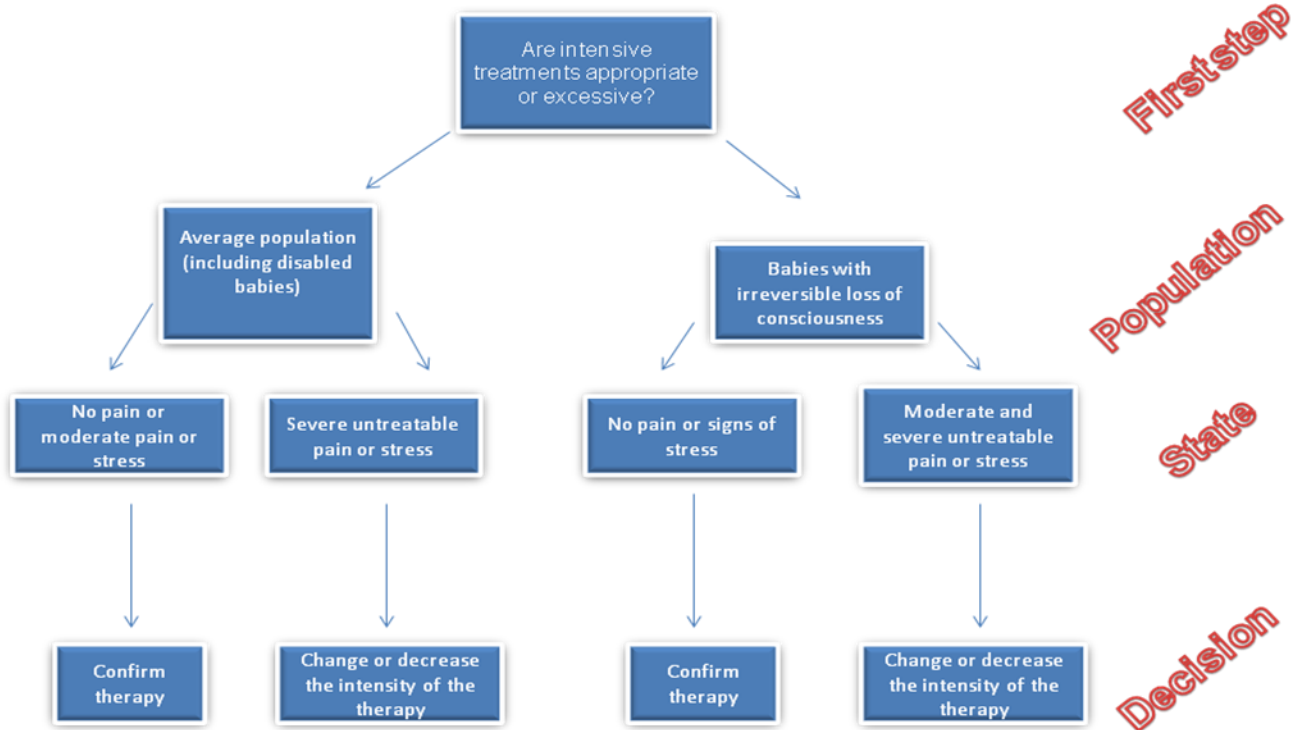 Are intensive
treatments appropriate
or excessive?
First step
Average population
(including disabled
babies)
Babies with
irreversible loss of
consciousness
Population
No pain or
moderate pain or
stress
Severe untreatable
pain or stress
No pain or signs of
stress
Moderate and
severe untreatable
pain or stress
State
Confirm
therapy
Change or decrease
the intensity of the
therapy
Confirm
therapy
Change or decrease
the intensity of the
therapy
Decision